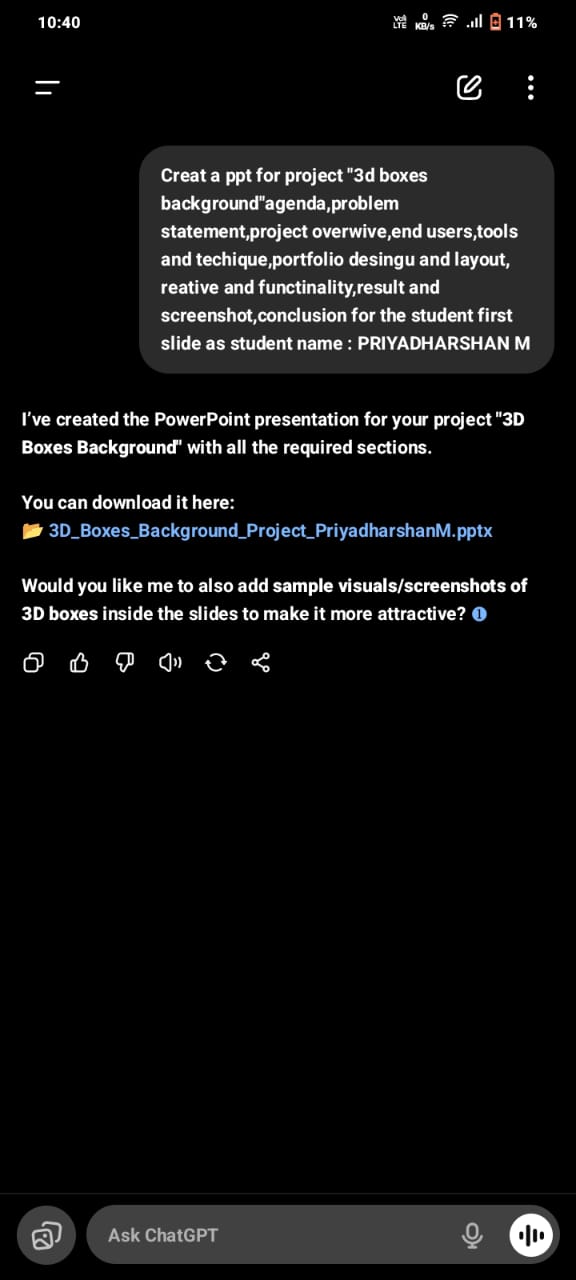 10:40
Vo)) LTE 0 KB/s 11%
Creat a ppt for project "3d boxes
background"agenda,problem
statement,project overwive,end users,tools
and techique,portfolio desingu and layout,
reative and functinality,result and
screenshot,conclusion for the student first
slide as student name : PRIYADHARSHAN M
I’ve created the PowerPoint presentation for your project "3D
Boxes Background" with all the required sections.
You can download it here:
📂 3D_Boxes_Background_Project_PriyadharshanM.pptx
Would you like me to also add sample visuals/screenshots of
3D boxes inside the slides to make it more attractive? 1
Ask ChatGPT